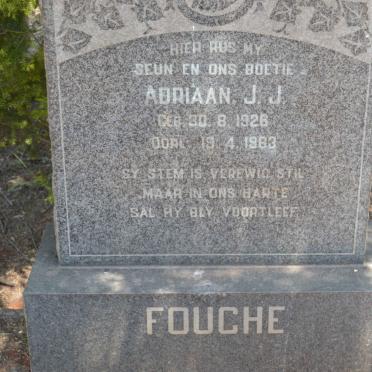 HIER RUS MY
SEUN EN ONS BOETIE
ADRIAAN. J. J.
GEB. 30. 8. 1926
OORL. 19. 4. 1983
SY STEM IS VEREWIG STIL
MAAR IN ONS HARTE
SAL HY BLY VOORTLEEF
FOUCHE